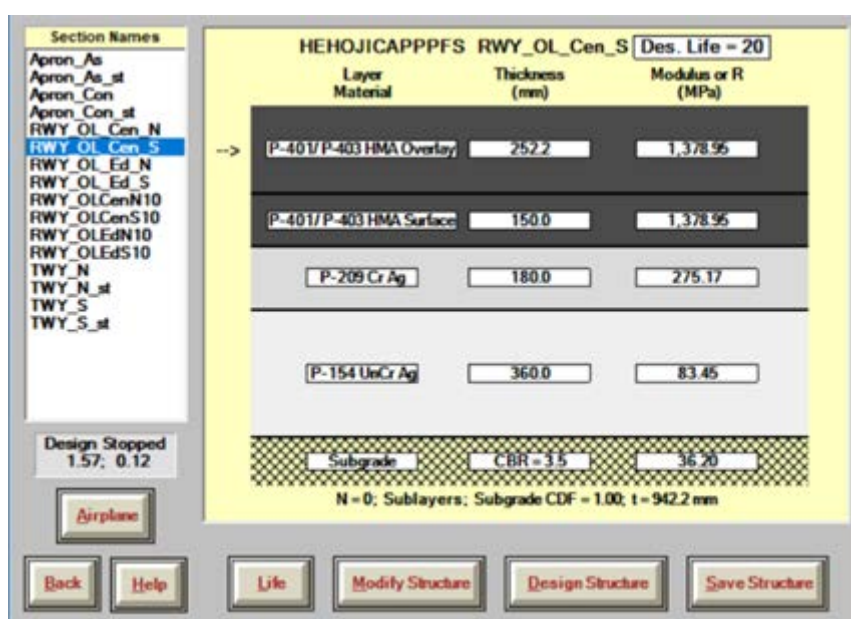 Section Names
Apron_As
Apron_As_st
Apron_Con
Apron_Con_st
RWY_OL_Cen_N
RWY_OL_Cen_S
RWY_OL_Ed_N
RWY_OL_Ed_S
RWY_OLCenN10
RWY_OLCenS10
RWY_OLEdN10
RWY_OLEdS10
TWY_N
TWY_N_st
TWY_S
TWY_S_st
Design Stopped
1.57; 0.12
HEHOJICAPPPFS RWY_OL_Cen_S Des. Life = 20
Layer Material Thickness (mm) Modulus or R (MPa)
--> P-401/ P-403 HMA Overlay 252.2 1,378.95
P-401/ P-403 HMA Surface 150.0 1,378.95
P-209 Cr Ag 180.0 275.17
P-154 UnCr Ag 360.0 83.45
Subgrade CBR = 3.5 36.20
N = 0; Sublayers; Subgrade CDF = 1.00; t = 942.2 mm
Airplane
Back Help Life Modify Structure Design Structure Save Structure